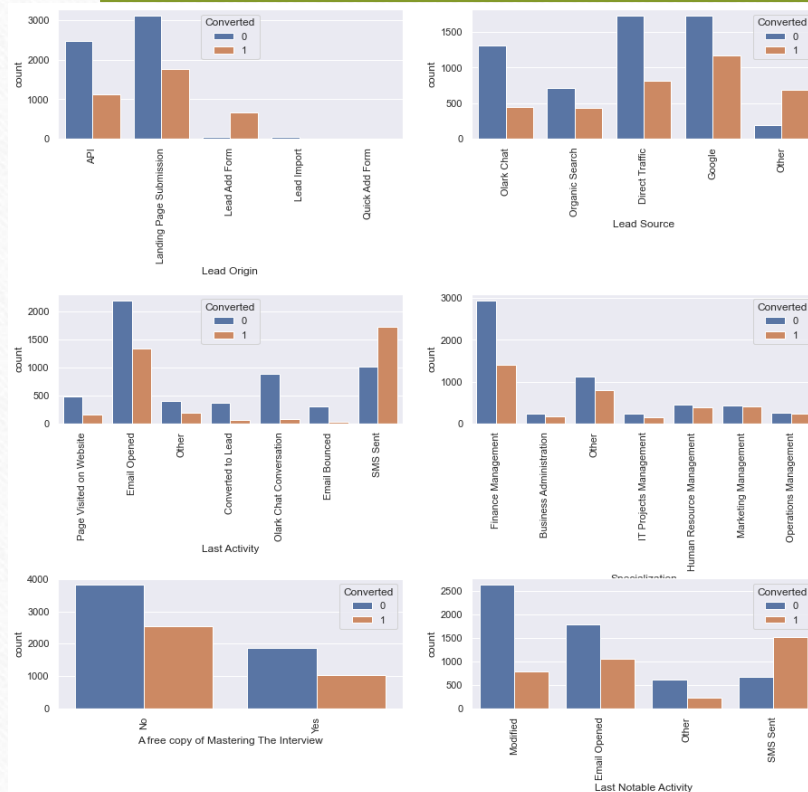 3000
2000
1000
0
count
Converted
0
1
API
Landing Page Submission
Lead Add Form
Lead Import
Quick Add Form
Lead Origin
1500
1000
500
0
count
Converted
0
1
Olark Chat
Organic Search
Direct Traffic
Google
Other
Lead Source
2000
1500
1000
500
0
count
Converted
0
1
Page Visited on Website
Email Opened
Other
Converted to Lead
Olark Chat Conversation
Email Bounced
SMS Sent
Last Activity
3000
2000
1000
0
count
Converted
0
1
Finance Management
Business Administration
Other
IT Projects Management
Human Resource Management
Marketing Management
Operations Management
Specialization
4000
3000
2000
1000
0
count
Converted
0
1
No
Yes
A free copy of Mastering The Interview
2500
2000
1500
1000
500
0
count
Converted
0
1
Modified
Email Opened
Other
SMS Sent
Last Notable Activity